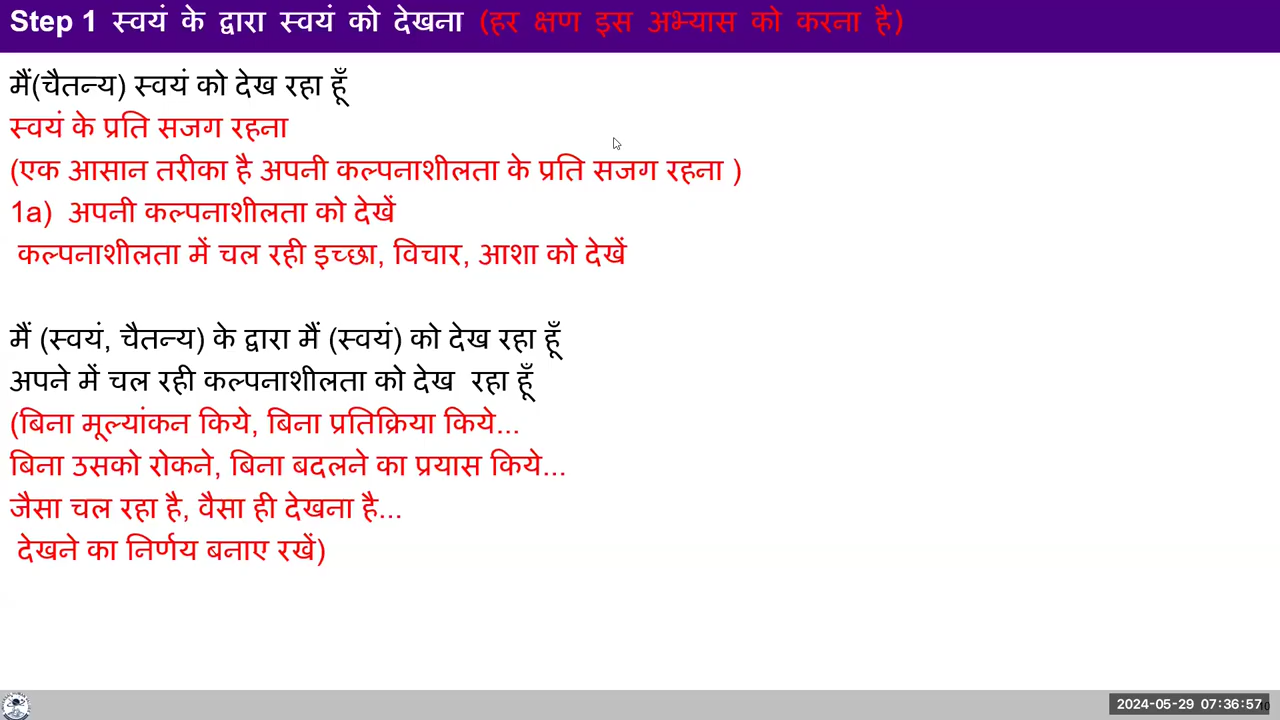 Step 1 स्वयं के द्वारा स्वयं को देखना (हर क्षण इस अभ्यास को करना है)
मैं(चैतन्य) स्वयं को देख रहा हूँ
स्वयं के प्रति सजग रहना
(एक आसान तरीका है अपनी कल्पनाशीलता के प्रति सजग रहना )
1a) अपनी कल्पनाशीलता को देखें
कल्पनाशीलता में चल रही इच्छा, विचार, आशा को देखें
मैं (स्वयं, चैतन्य) के द्वारा मैं (स्वयं) को देख रहा हूँ
अपने में चल रही कल्पनाशीलता को देख रहा हूँ
(बिना मूल्यांकन किये, बिना प्रतिक्रिया किये...
बिना उसको रोकने, बिना बदलने का प्रयास किये...
जैसा चल रहा है, वैसा ही देखना है...
देखने का निर्णय बनाए रखें)
2024-05-29 07:36:57